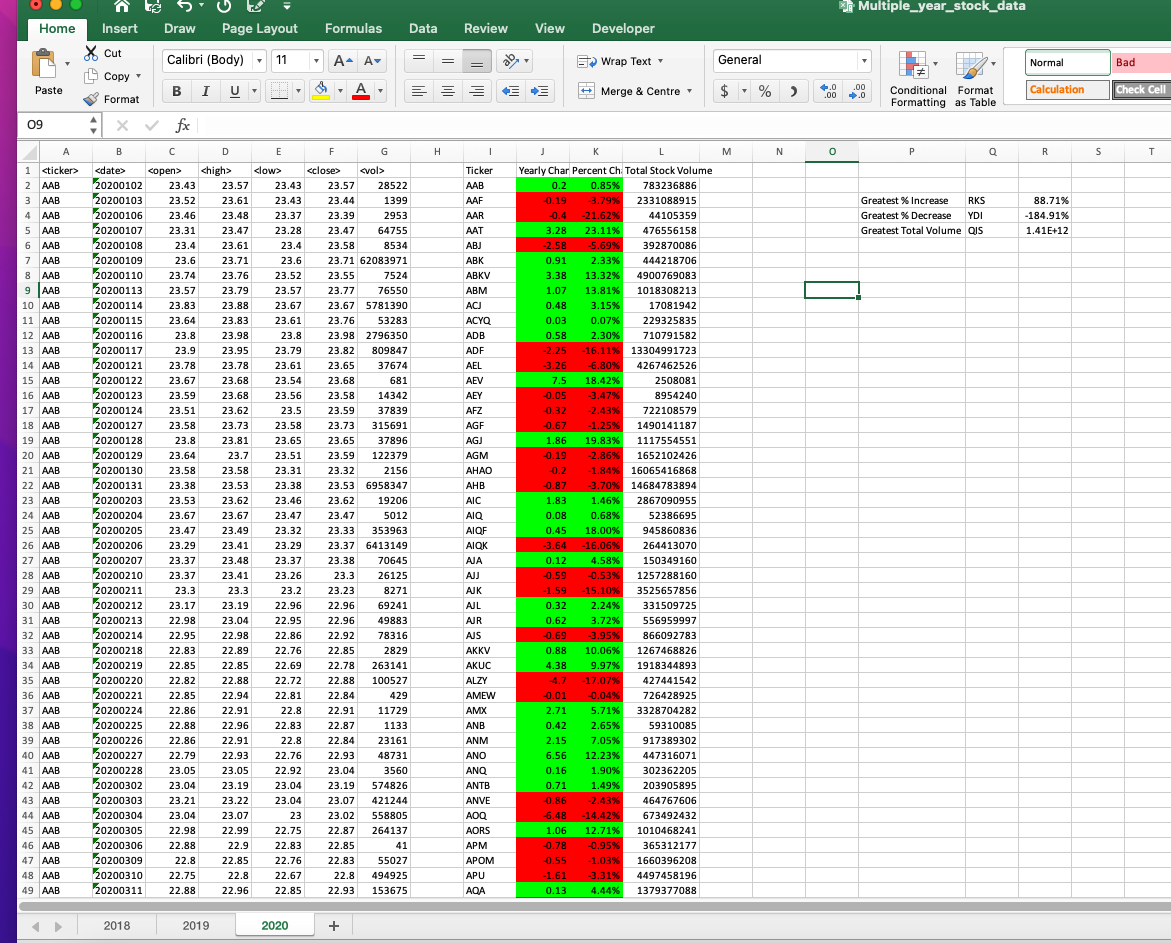 Multiple_year_stock_data
Home Insert Draw Page Layout Formulas Data Review View Developer
Paste Cut Copy Format
Calibri (Body) 11 A A Wrap Text General Normal Bad
B I U A Merge & Centre $ % Conditional Formatting Format as Table Calculation Check Cell
O9 fx
A B C D E F G H I J K L M N O P Q R S T
1 <ticker> <date> <open> <high> <low> <close> <vol> Ticker Yearly Char Percent Ch Total Stock Volume
2 AAB 20200102 23.43 23.57 23.43 23.57 28522 AAB 0.2 0.85% 783236886
3 AAB 20200103 23.52 23.61 23.43 23.44 1399 AAF -0.19 -3.79% 2331088915 Greatest % Increase RKS 88.71%
4 AAB 20200106 23.46 23.48 23.37 23.39 2953 AAR -0.4 -21.62% 44105359 Greatest % Decrease YDI -184.91%
5 AAB 20200107 23.31 23.47 23.28 23.47 64755 AAT 3.28 23.11% 476556158 Greatest Total Volume QIS 1.41E+12
6 AAB 20200108 23.4 23.61 23.4 23.58 8534 ABJ -2.58 -5.69% 392870086
7 AAB 20200109 23.6 23.71 23.6 23.71 62083971 ABK 0.91 2.33% 444218706
8 AAB 20200110 23.74 23.76 23.52 23.55 7524 ABKV 3.38 13.32% 4900769083
9 AAB 20200113 23.57 23.79 23.57 23.77 76550 ABM 1.07 13.81% 1018308213
10 AAB 20200114 23.83 23.88 23.67 23.67 5781390 ACJ 0.48 3.15% 17081942
11 AAB 20200115 23.64 23.83 23.61 23.76 53283 ACYQ 0.03 0.07% 229325835
12 AAB 20200116 23.8 23.98 23.8 23.98 2796350 ADB 0.58 2.30% 710791582
13 AAB 20200117 23.9 23.95 23.79 23.82 809847 ADF -2.25 -16.11% 13304991723
14 AAB 20200121 23.78 23.78 23.61 23.65 37674 AEL -3.26 -6.80% 4267462526
15 AAB 20200122 23.67 23.68 23.54 23.68 681 AEV 7.5 18.42% 2508081
16 AAB 20200123 23.59 23.68 23.56 23.58 14342 AEY -0.05 -3.47% 8954240
17 AAB 20200124 23.51 23.62 23.5 23.59 37839 AFZ -0.32 -2.43% 722108579
18 AAB 20200127 23.58 23.73 23.58 23.73 315691 AGF -0.67 -1.25% 1490141187
19 AAB 20200128 23.8 23.81 23.65 23.65 37896 AGJ 1.86 19.83% 1117554551
20 AAB 20200129 23.64 23.7 23.51 23.59 122379 AGM -0.19 -2.86% 1652102426
21 AAB 20200130 23.58 23.58 23.31 23.32 2156 AHAO -0.2 -1.84% 16065416868
22 AAB 20200131 23.38 23.53 23.38 23.53 6958347 AHB -0.87 -3.70% 14684783894
23 AAB 20200203 23.53 23.62 23.46 23.62 19206 AIC 1.83 1.46% 2867090955
24 AAB 20200204 23.67 23.67 23.47 23.47 5012 AIQ 0.08 0.68% 52386695
25 AAB 20200205 23.47 23.49 23.32 23.33 353963 AIQF 0.45 18.00% 945860836
26 AAB 20200206 23.29 23.41 23.29 23.37 6413149 AIQK -3.64 -16.06% 264413070
27 AAB 20200207 23.37 23.48 23.37 23.38 70645 AJA 0.12 4.58% 150349160
28 AAB 20200210 23.37 23.41 23.26 23.3 26125 AJJ -0.59 -0.53% 1257288160
29 AAB 20200211 23.3 23.3 23.2 23.23 8271 AJK -1.59 -15.10% 3525657856
30 AAB 20200212 23.17 23.19 22.96 22.96 69241 AJL 0.32 2.24% 331509725
31 AAB 20200213 22.98 23.04 22.95 22.96 49883 AJR 0.62 3.72% 556959997
32 AAB 20200214 22.95 22.98 22.86 22.92 78316 AJS -0.69 -3.95% 866092783
33 AAB 20200218 22.83 22.89 22.76 22.85 2829 AKKV 0.88 10.06% 1267468826
34 AAB 20200219 22.85 22.85 22.69 22.78 263141 AKUC 4.38 9.97% 1918344893
35 AAB 20200220 22.82 22.88 22.72 22.88 100527 ALZY -4.7 -17.07% 427441542
36 AAB 20200221 22.85 22.94 22.81 22.84 429 AMEW -0.01 -0.04% 726428925
37 AAB 20200224 22.86 22.91 22.8 22.91 11729 AMX 2.71 5.71% 3328704282
38 AAB 20200225 22.88 22.96 22.83 22.87 1133 ANB 0.42 2.65% 59310085
39 AAB 20200226 22.86 22.91 22.8 22.84 23161 ANM 2.15 7.05% 917389302
40 AAB 20200227 22.79 22.93 22.76 22.93 48731 ANO 6.56 12.23% 447316071
41 AAB 20200228 23.05 23.05 22.92 23.04 3560 ANQ 0.16 1.90% 302362205
42 AAB 20200302 23.04 23.19 23.04 23.19 574826 ANTB 0.71 1.49% 203905895
43 AAB 20200303 23.21 23.22 23.04 23.07 421244 ANVE -0.86 -2.43% 464767606
44 AAB 20200304 23.04 23.07 23 23.02 558805 AOQ -6.48 -14.42% 673492432
45 AAB 20200305 22.98 22.99 22.75 22.87 264137 AORS 1.06 12.71% 1010468241
46 AAB 20200306 22.88 22.9 22.83 22.85 41 APM -0.78 -0.95% 365312177
47 AAB 20200309 22.8 22.85 22.76 22.83 55027 APOM -0.55 -1.03% 1660396208
48 AAB 20200310 22.75 22.8 22.67 22.8 494925 APU -1.61 -3.31% 4497458196
49 AAB 20200311 22.88 22.96 22.85 22.93 153675 AQA 0.13 4.44% 1379377088
2018 2019 2020 +